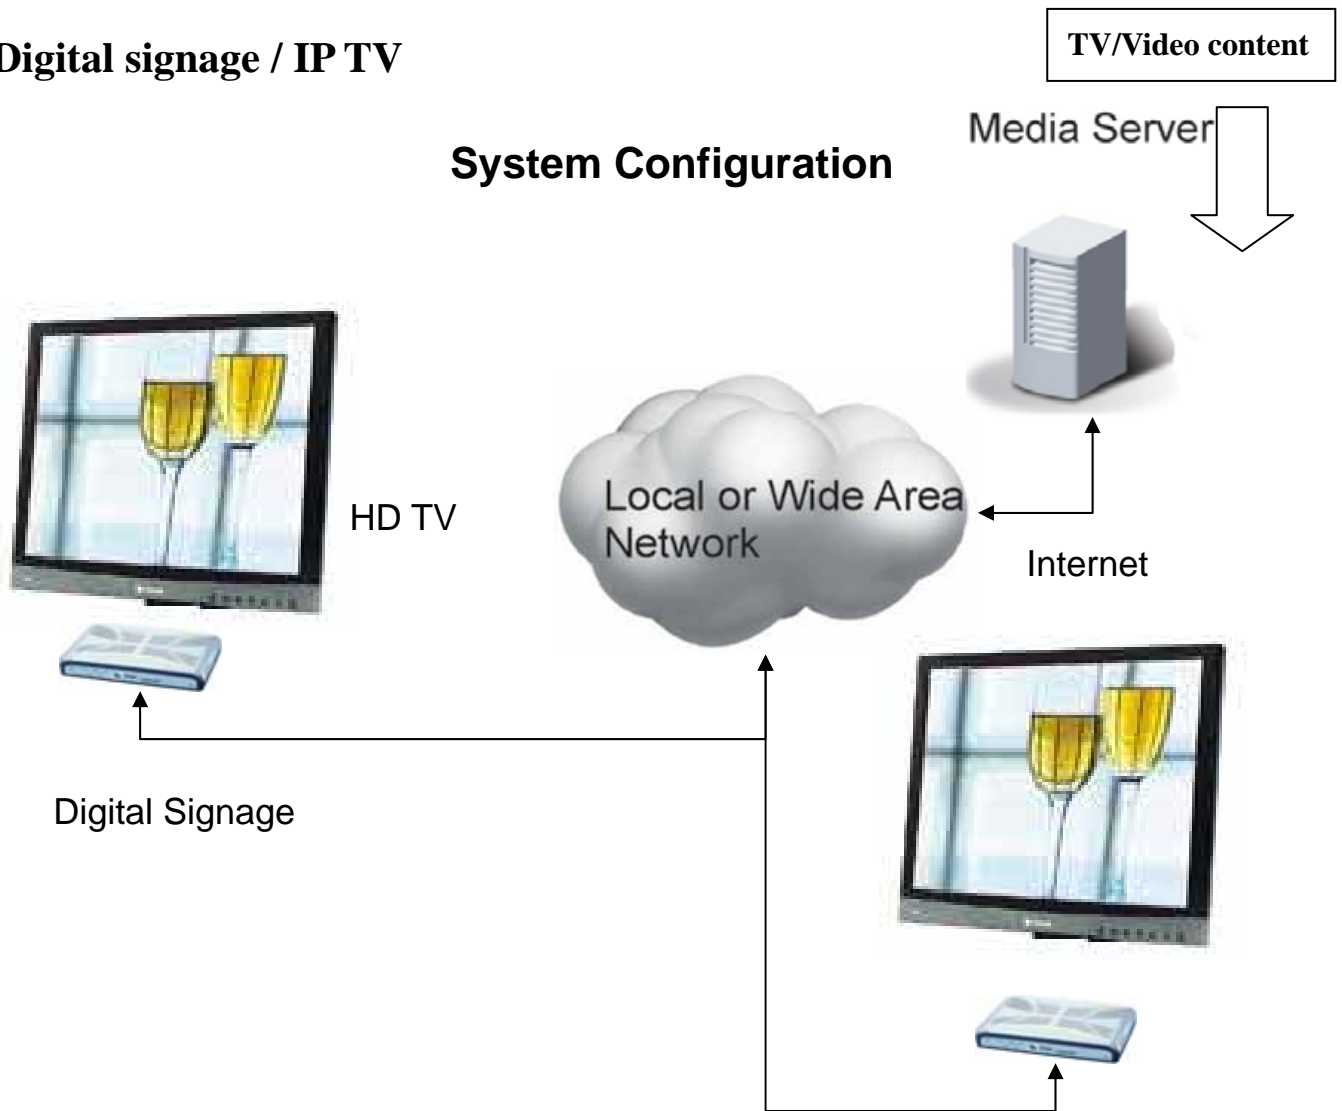 Digital signage / IP TV
TV/Video content
Media Server
System Configuration
HD TV
Local or Wide Area
Network
Internet
Digital Signage